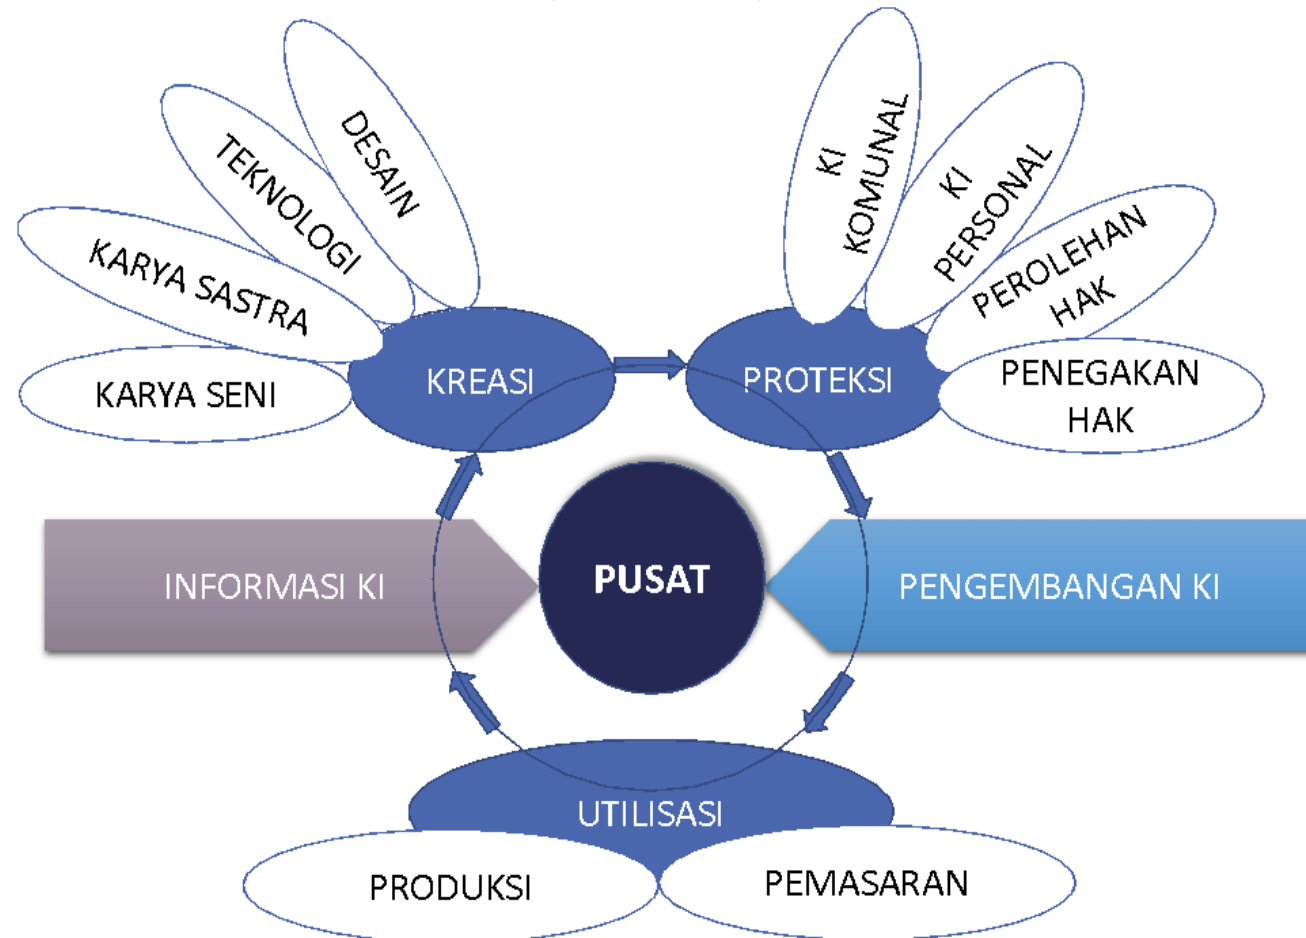 DESAIN
TEKNOLOGI
KARYA SASTRA
KARYA SENI
KREASI
KI
KOMUNAL
KI
PERSONAL
PEROLEHAN
HAK
PENEGAKAN
HAK
PROTEKSI
INFORMASI KI
PUSAT
PENGEMBANGAN KI
UTILISASI
PRODUKSI
PEMASARAN